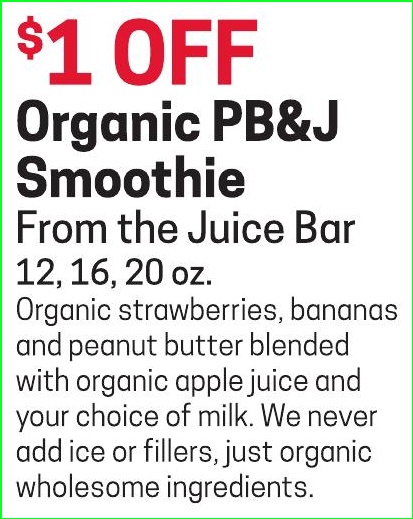 $1 OFF
Organic PB&J
Smoothie
From the Juice Bar
12, 16, 20 oz.
Organic strawberries, bananas
and peanut butter blended
with organic apple juice and
your choice of milk. We never
add ice or fillers, just organic
wholesome ingredients.